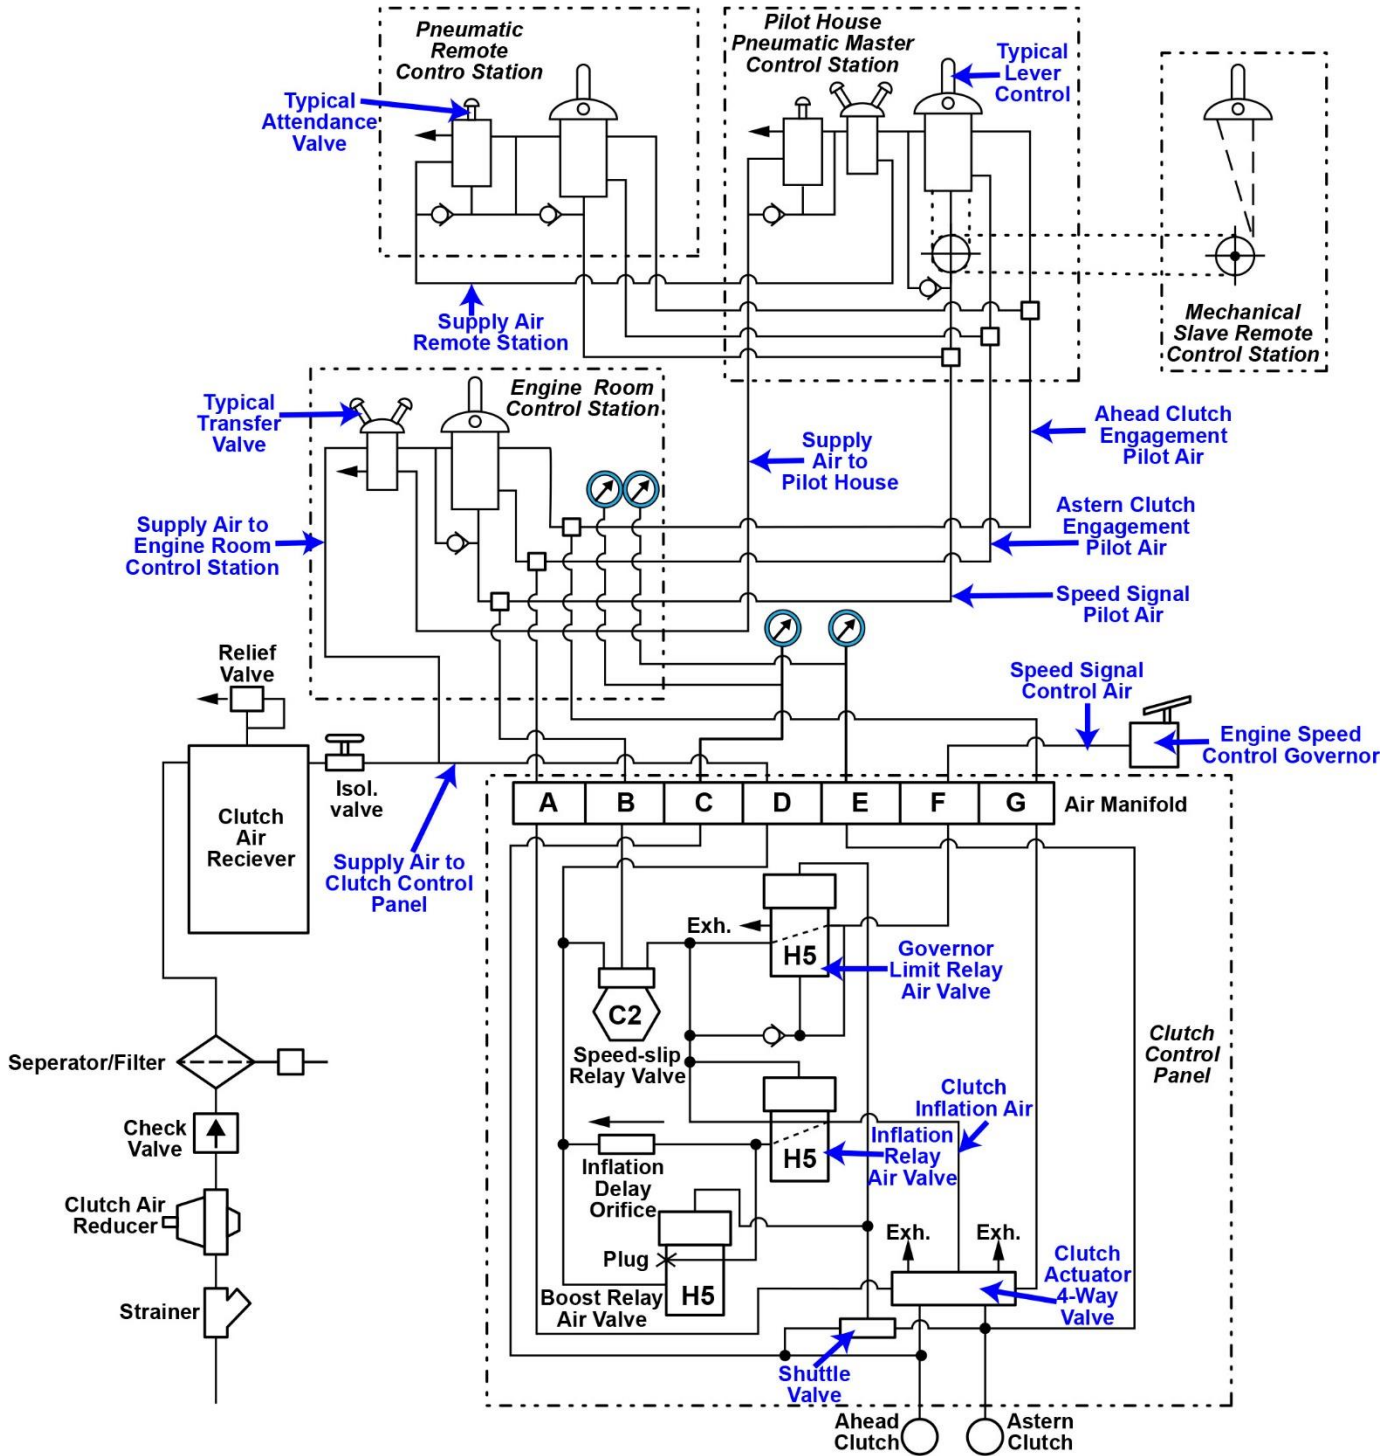 Pneumatic
Remote
Contro Station
Pilot House
Pneumatic Master
Control Station
Typical
Lever
Control
Typical
Attendance
Valve
Supply Air
Remote Station
Mechanical
Slave Remote
Control Station
Engine Room
Control Station
Typical
Transfer
Valve
Supply
Air to
Pilot House
Ahead Clutch
Engagement
Pilot Air
Astern Clutch
Engagement
Pilot Air
Supply Air to
Engine Room
Control Station
Speed Signal
Pilot Air
Relief
Valve
Speed Signal
Control Air
Engine Speed
Control Governor
Isol.
valve
Clutch
Air
Reciever
A B C D E F G
Air Manifold
Supply Air to
Clutch Control
Panel
Exh.
H5
Governor
Limit Relay
Air Valve
C2
Speed-slip
Relay Valve
Clutch
Control
Panel
Seperator/Filter
Clutch
Inflation Air
Check
Valve
Inflation
Relay
Air Valve
H5
Inflation
Delay
Orifice
Clutch Air
Reducer
Plug
Exh.
Exh.
Clutch
Actuator
4-Way
Valve
H5
Boost Relay
Air Valve
Strainer
Shuttle
Valve
Ahead
Clutch
Astern
Clutch